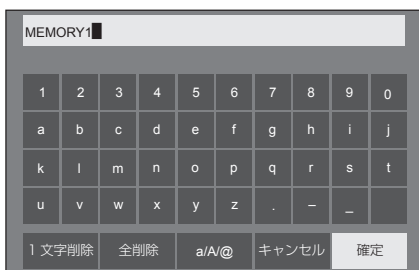 MEMORY1
1 2 3 4 5 6 7 8 9 0
a b c d e f g h i j
k l m n o p q r s t
u v w x y z . – _
1文字削除 全削除 a/A/@ キャンセル 確定